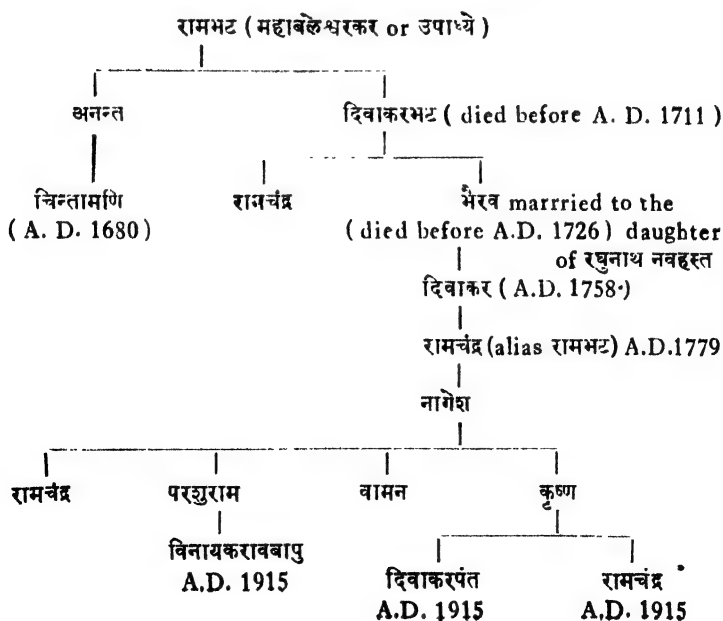 रामभट ( महाबळेश्वरकर or उपाध्ये )
अनन्त दिवाकरभट ( died before A. D. 1711 )
चिन्तामणि रामचंद्र भैरव marrried to the
( A. D. 1680 ) (died before A.D. 1726 ) daughter
of रघुनाथ नवहस्त
दिवाकर ( A.D. 1758 )
रामचंद्र (alias रामभट) A.D.1779
नागेश
रामचंद्र परशुराम वामन कृष्ण
विनायकरावबापु दिवाकरपंत रामचंद्र
A.D. 1915 A.D. 1915 A.D. 1915